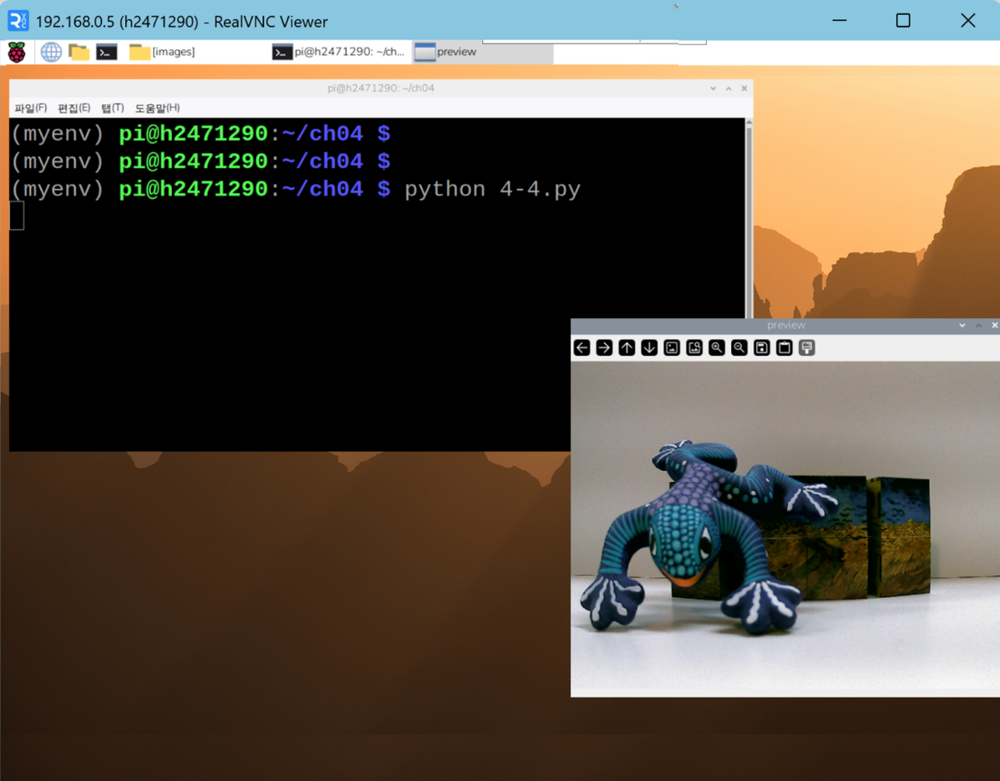 192.168.0.5 (h2471290) - RealVNC Viewer
[images]
pi@h2471290: ~/ch...
preview
pi@h2471290: ~/ch04
파일(F) 편집(E) 탭(T) 도움말(H)
(myenv) pi@h2471290:~/ch04 $
(myenv) pi@h2471290:~/ch04 $
(myenv) pi@h2471290:~/ch04 $ python 4-4.py
preview